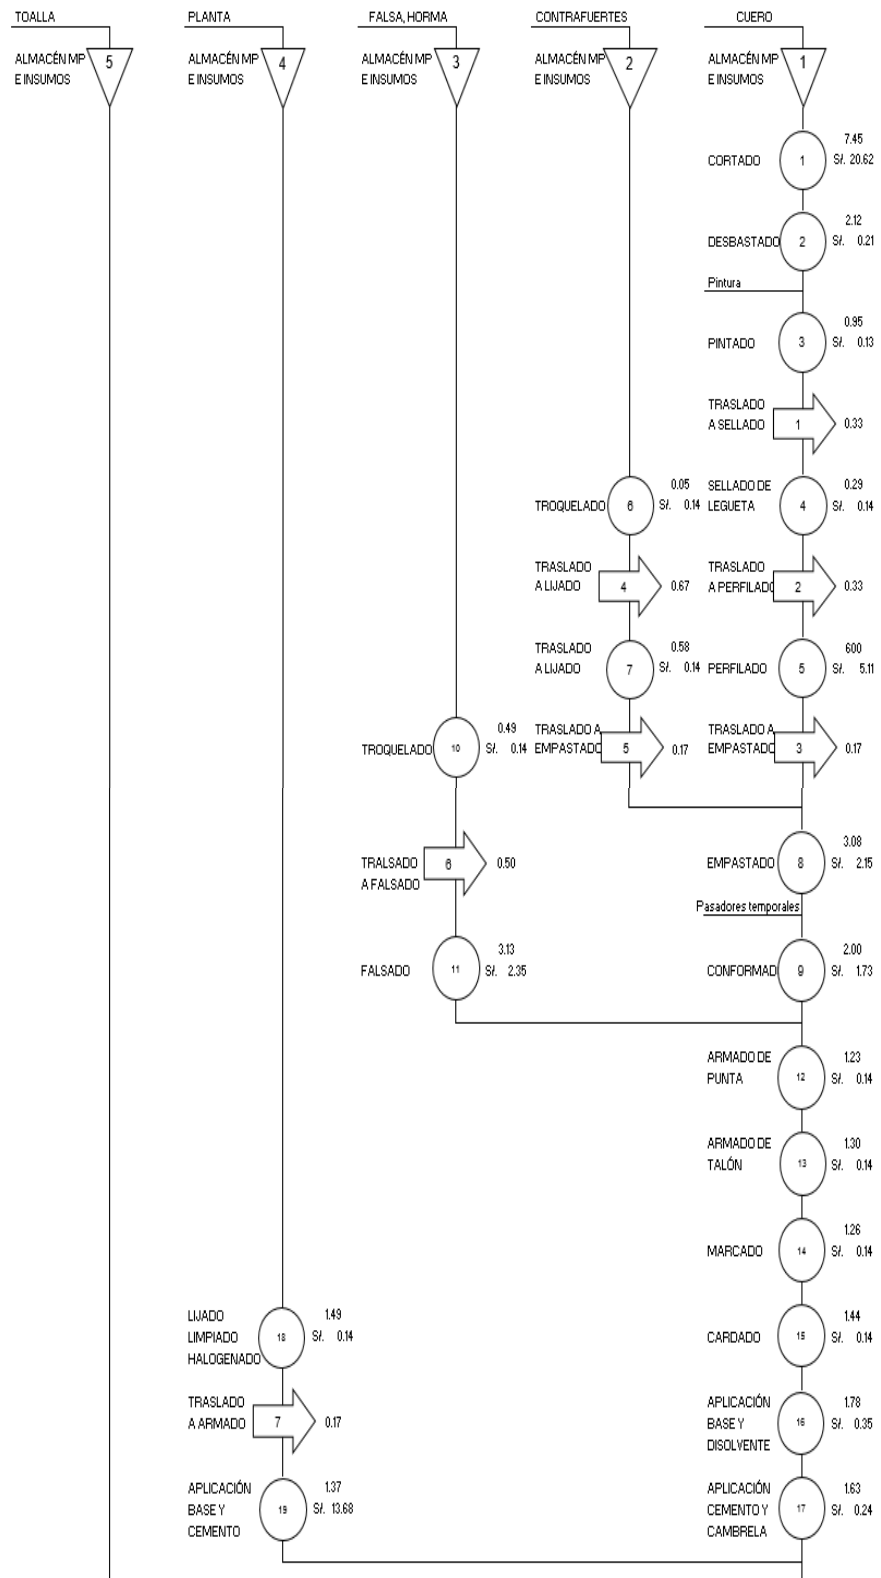 TOALLA
ALMACÉN MP
E INSUMOS
5
PLANTA
ALMACÉN MP
E INSUMOS
4
FALSA, HORMA
ALMACÉN MP
E INSUMOS
3
CONTRAFUERTES
ALMACÉN MP
E INSUMOS
2
CUERO
ALMACÉN MP
E INSUMOS
1
CORTADO
1
7.45
S/. 20.62
DESBASTADO
2
2.12
S/. 0.21
Pintura
PINTADO
3
0.95
S/. 0.13
TRASLADO
A SELLADO
1
0.33
TROQUELADO
6
0.05
S/. 0.14
SELLADO DE
LEGUETA
4
0.29
S/. 0.14
TRASLADO
A LIJADO
4
0.67
TRASLADO
A PERFILADO
2
0.33
TRASLADO
A LIJADO
7
0.58
S/. 0.14
PERFILADO
5
600
S/. 5.11
TROQUELADO
10
0.49
S/. 0.14
TRASLADO A
EMPASTADO
5
0.17
TRASLADO A
EMPASTADO
3
0.17
TRALSADO
A FALSADO
6
0.50
EMPASTADO
8
3.08
S/. 2.15
Pasadores temporales
FALSADO
11
3.13
S/. 2.35
CONFORMAD
9
2.00
S/. 1.73
ARMADO DE
PUNTA
12
1.23
S/. 0.14
ARMADO DE
TALÓN
13
1.30
S/. 0.14
MARCADO
14
1.26
S/. 0.14
LIJADO
LIMPIADO
HALOGENADO
18
1.49
S/. 0.14
CARDADO
15
1.44
S/. 0.14
TRASLADO
A ARMADO
7
0.17
APLICACIÓN
BASE Y
DISOLVENTE
16
1.78
S/. 0.35
APLICACIÓN
BASE Y
CEMENTO
19
1.37
S/. 13.68
APLICACIÓN
CEMENTO Y
CAMBRELA
17
1.63
S/. 0.24